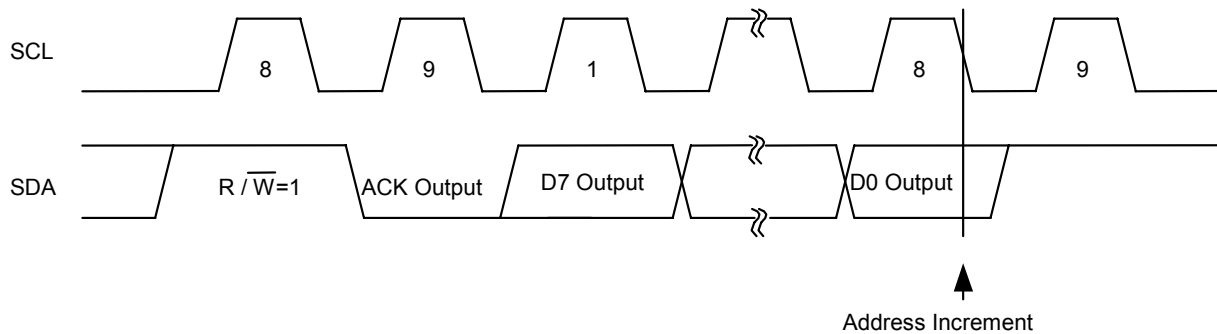 SCL
8
9
1
8
9
SDA
R / W=1
ACK Output
D7 Output
D0 Output
Address Increment